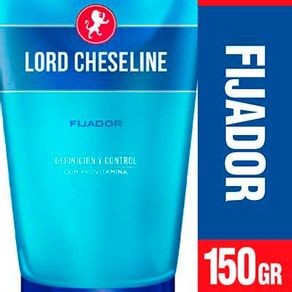 LORD CHESELINE
FIJADOR
DEFINICIÓN Y CONTROL
CON PROVITAMINA
FIJADOR
150GR